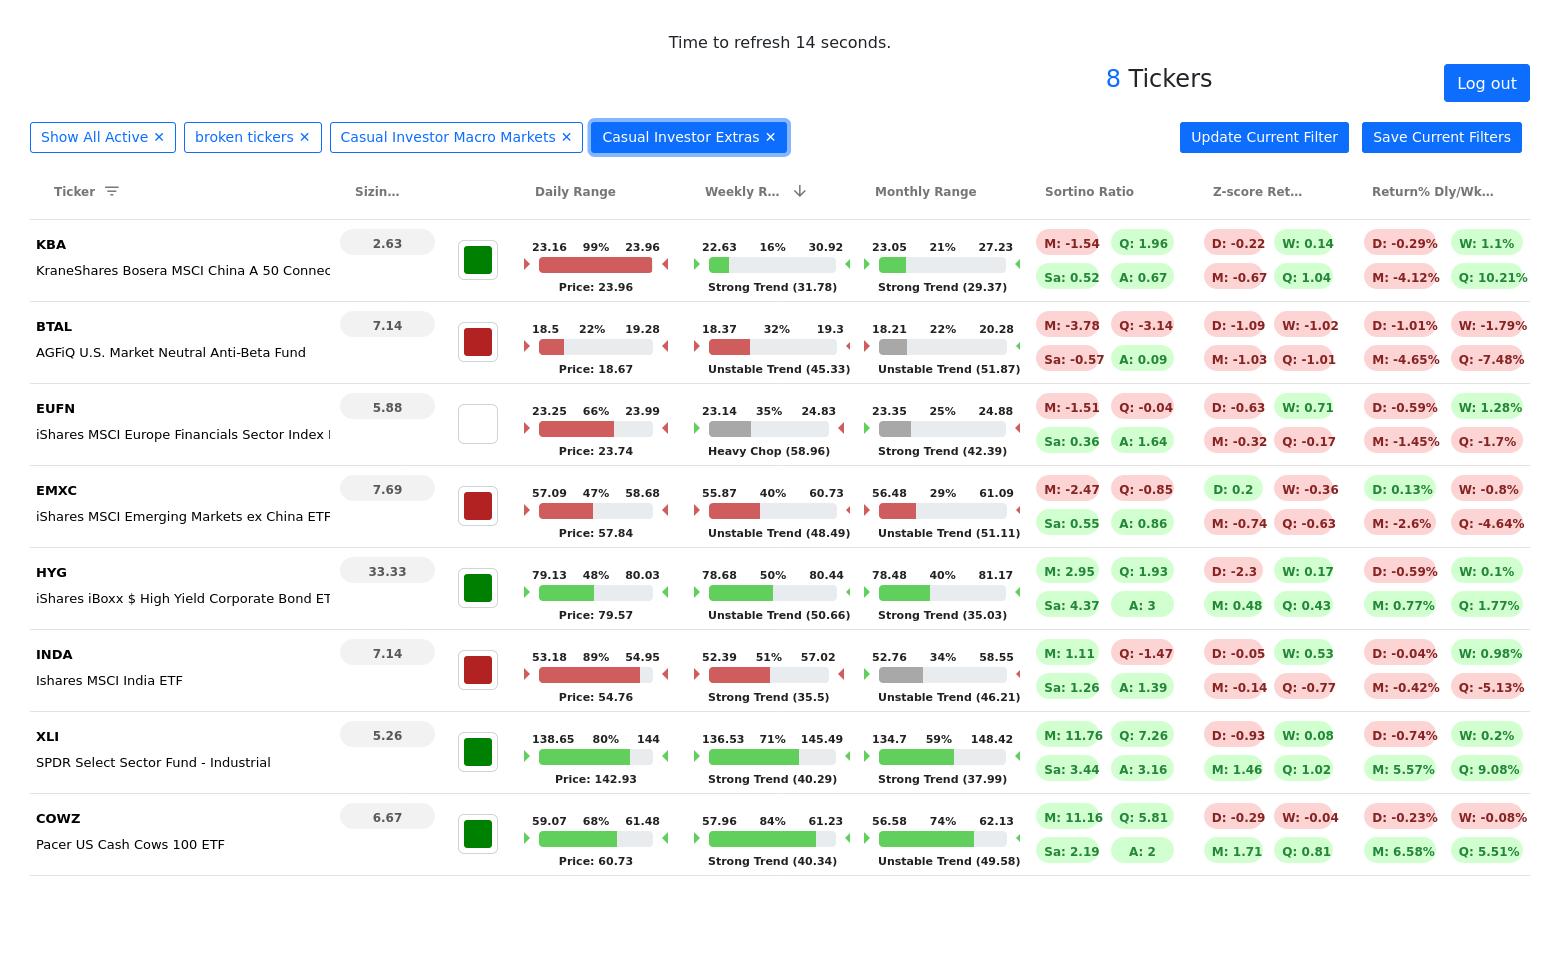 Time to refresh 14 seconds.
8 Tickers
Log out
Show All Active ✕ broken tickers ✕ Casual Investor Macro Markets ✕ Casual Investor Extras ✕ Update Current Filter Save Current Filters
Ticker Sizin… Daily Range Weekly R… Monthly Range Sortino Ratio Z-score Ret… Return% Dly/Wk…
KBA 2.63 23.16 99% 23.96 22.63 16% 30.92 23.05 21% 27.23 M: -1.54 Q: 1.96 D: -0.22 W: 0.14 D: -0.29% W: 1.1%
KraneShares Bosera MSCI China A 50 Connec Price: 23.96 Strong Trend (31.78) Strong Trend (29.37) Sa: 0.52 A: 0.67 M: -0.67 Q: 1.04 M: -4.12% Q: 10.21%
BTAL 7.14 18.5 22% 19.28 18.37 32% 19.3 18.21 22% 20.28 M: -3.78 Q: -3.14 D: -1.09 W: -1.02 D: -1.01% W: -1.79%
AGFiQ U.S. Market Neutral Anti-Beta Fund Price: 18.67 Unstable Trend (45.33) Unstable Trend (51.87) Sa: -0.57 A: 0.09 M: -1.03 Q: -1.01 M: -4.65% Q: -7.48%
EUFN 5.88 23.25 66% 23.99 23.14 35% 24.83 23.35 25% 24.88 M: -1.51 Q: -0.04 D: -0.63 W: 0.71 D: -0.59% W: 1.28%
iShares MSCI Europe Financials Sector Index Price: 23.74 Heavy Chop (58.96) Strong Trend (42.39) Sa: 0.36 A: 1.64 M: -0.32 Q: -0.17 M: -1.45% Q: -1.7%
EMXC 7.69 57.09 47% 58.68 55.87 40% 60.73 56.48 29% 61.09 M: -2.47 Q: -0.85 D: 0.2 W: -0.36 D: 0.13% W: -0.8%
iShares MSCI Emerging Markets ex China ETF Price: 57.84 Unstable Trend (48.49) Unstable Trend (51.11) Sa: 0.55 A: 0.86 M: -0.74 Q: -0.63 M: -2.6% Q: -4.64%
HYG 33.33 79.13 48% 80.03 78.68 50% 80.44 78.48 40% 81.17 M: 2.95 Q: 1.93 D: -2.3 W: 0.17 D: -0.59% W: 0.1%
iShares iBoxx $ High Yield Corporate Bond ET Price: 79.57 Unstable Trend (50.66) Strong Trend (35.03) Sa: 4.37 A: 3 M: 0.48 Q: 0.43 M: 0.77% Q: 1.77%
INDA 7.14 53.18 89% 54.95 52.39 51% 57.02 52.76 34% 58.55 M: 1.11 Q: -1.47 D: -0.05 W: 0.53 D: -0.04% W: 0.98%
Ishares MSCI India ETF Price: 54.76 Strong Trend (35.5) Unstable Trend (46.21) Sa: 1.26 A: 1.39 M: -0.14 Q: -0.77 M: -0.42% Q: -5.13%
XLI 5.26 138.65 80% 144 136.53 71% 145.49 134.7 59% 148.42 M: 11.76 Q: 7.26 D: -0.93 W: 0.08 D: -0.74% W: 0.2%
SPDR Select Sector Fund - Industrial Price: 142.93 Strong Trend (40.29) Strong Trend (37.99) Sa: 3.44 A: 3.16 M: 1.46 Q: 1.02 M: 5.57% Q: 9.08%
COWZ 6.67 59.07 68% 61.48 57.96 84% 61.23 56.58 74% 62.13 M: 11.16 Q: 5.81 D: -0.29 W: -0.04 D: -0.23% W: -0.08%
Pacer US Cash Cows 100 ETF Price: 60.73 Strong Trend (40.34) Unstable Trend (49.58) Sa: 2.19 A: 2 M: 1.71 Q: 0.81 M: 6.58% Q: 5.51%